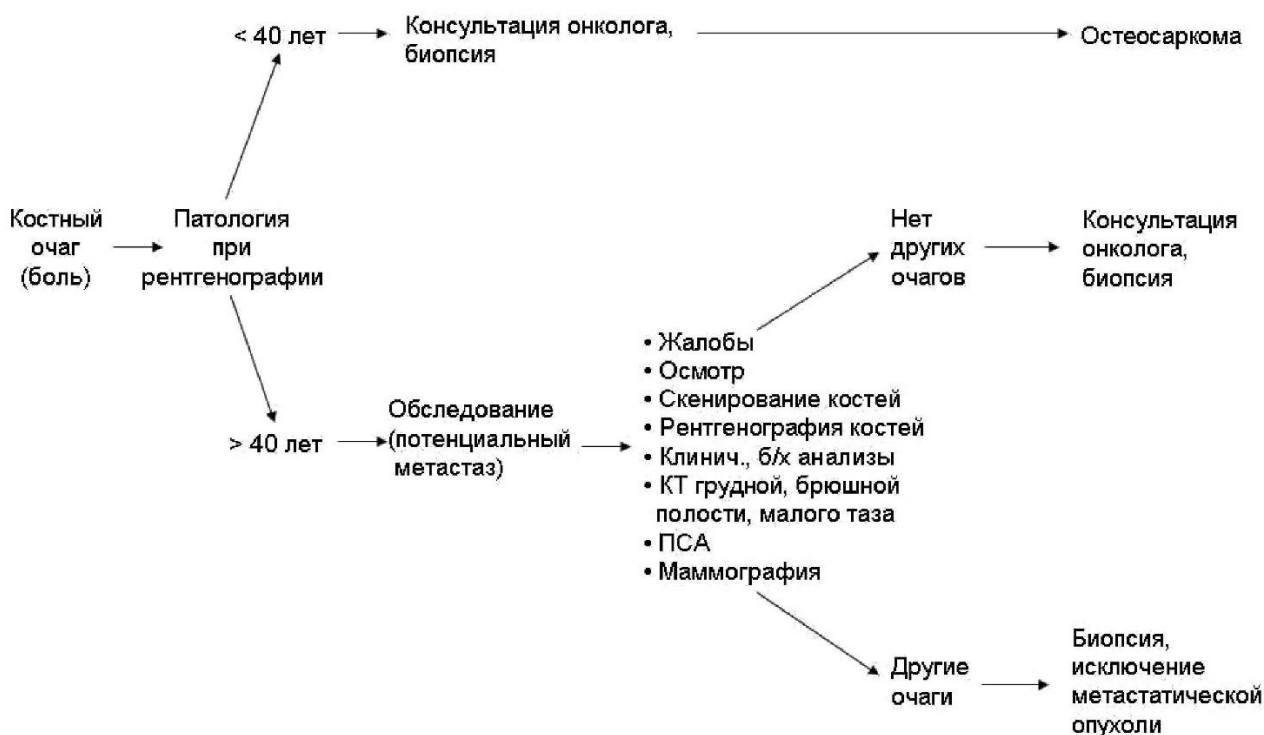 < 40 лет
Консультация онколога,
биопсия
Остеосаркома
Костный
очаг
(боль)
Патология
при
рентгенографии
Нет
других
очагов
Консультация
онколога,
биопсия
> 40 лет
Обследование
(потенциальный
метастаз)
• Жалобы
• Осмотр
• Скенирование костей
• Рентгенография костей
• Клинич., б/х анализы
• КТ грудной, брюшной
полости, малого таза
• ПСА
• Маммография
Другие
очаги
Биопсия,
исключение
метастатической
опухоли